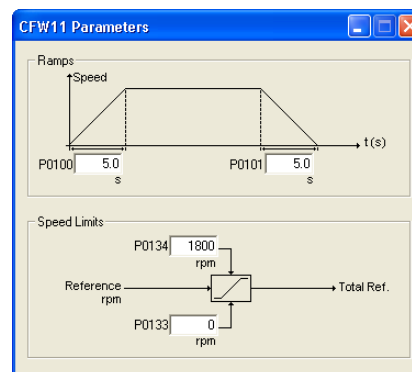 CFW11 Parameters
Ramps
Speed
t(s)
P0100 5.0 s
P0101 5.0 s
Speed Limits
P0134 1800 rpm
Reference rpm
Total Ref.
P0133 0 rpm